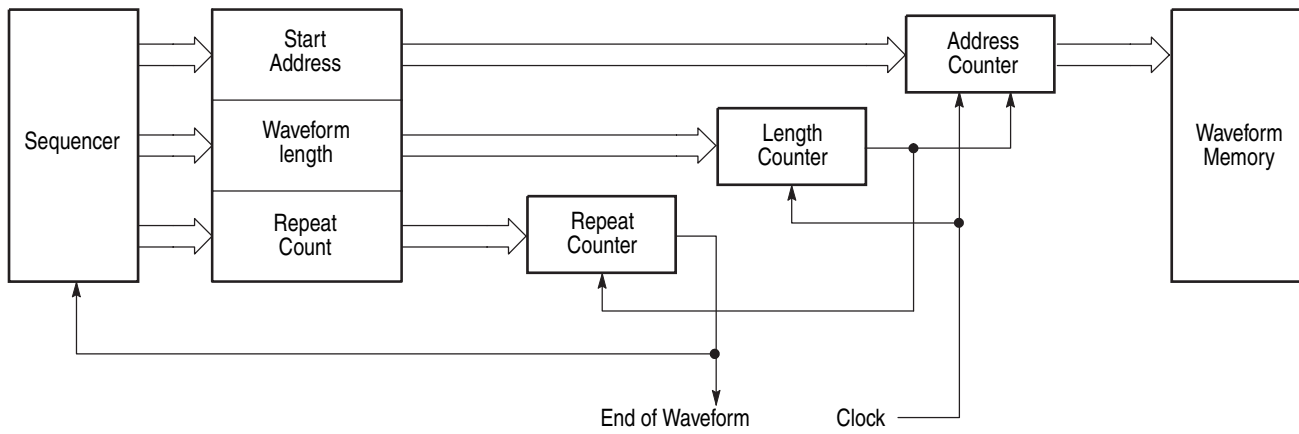 Sequencer
Start
Address
Waveform
length
Repeat
Count
Repeat
Counter
Length
Counter
Address
Counter
Waveform
Memory
End of Waveform
Clock